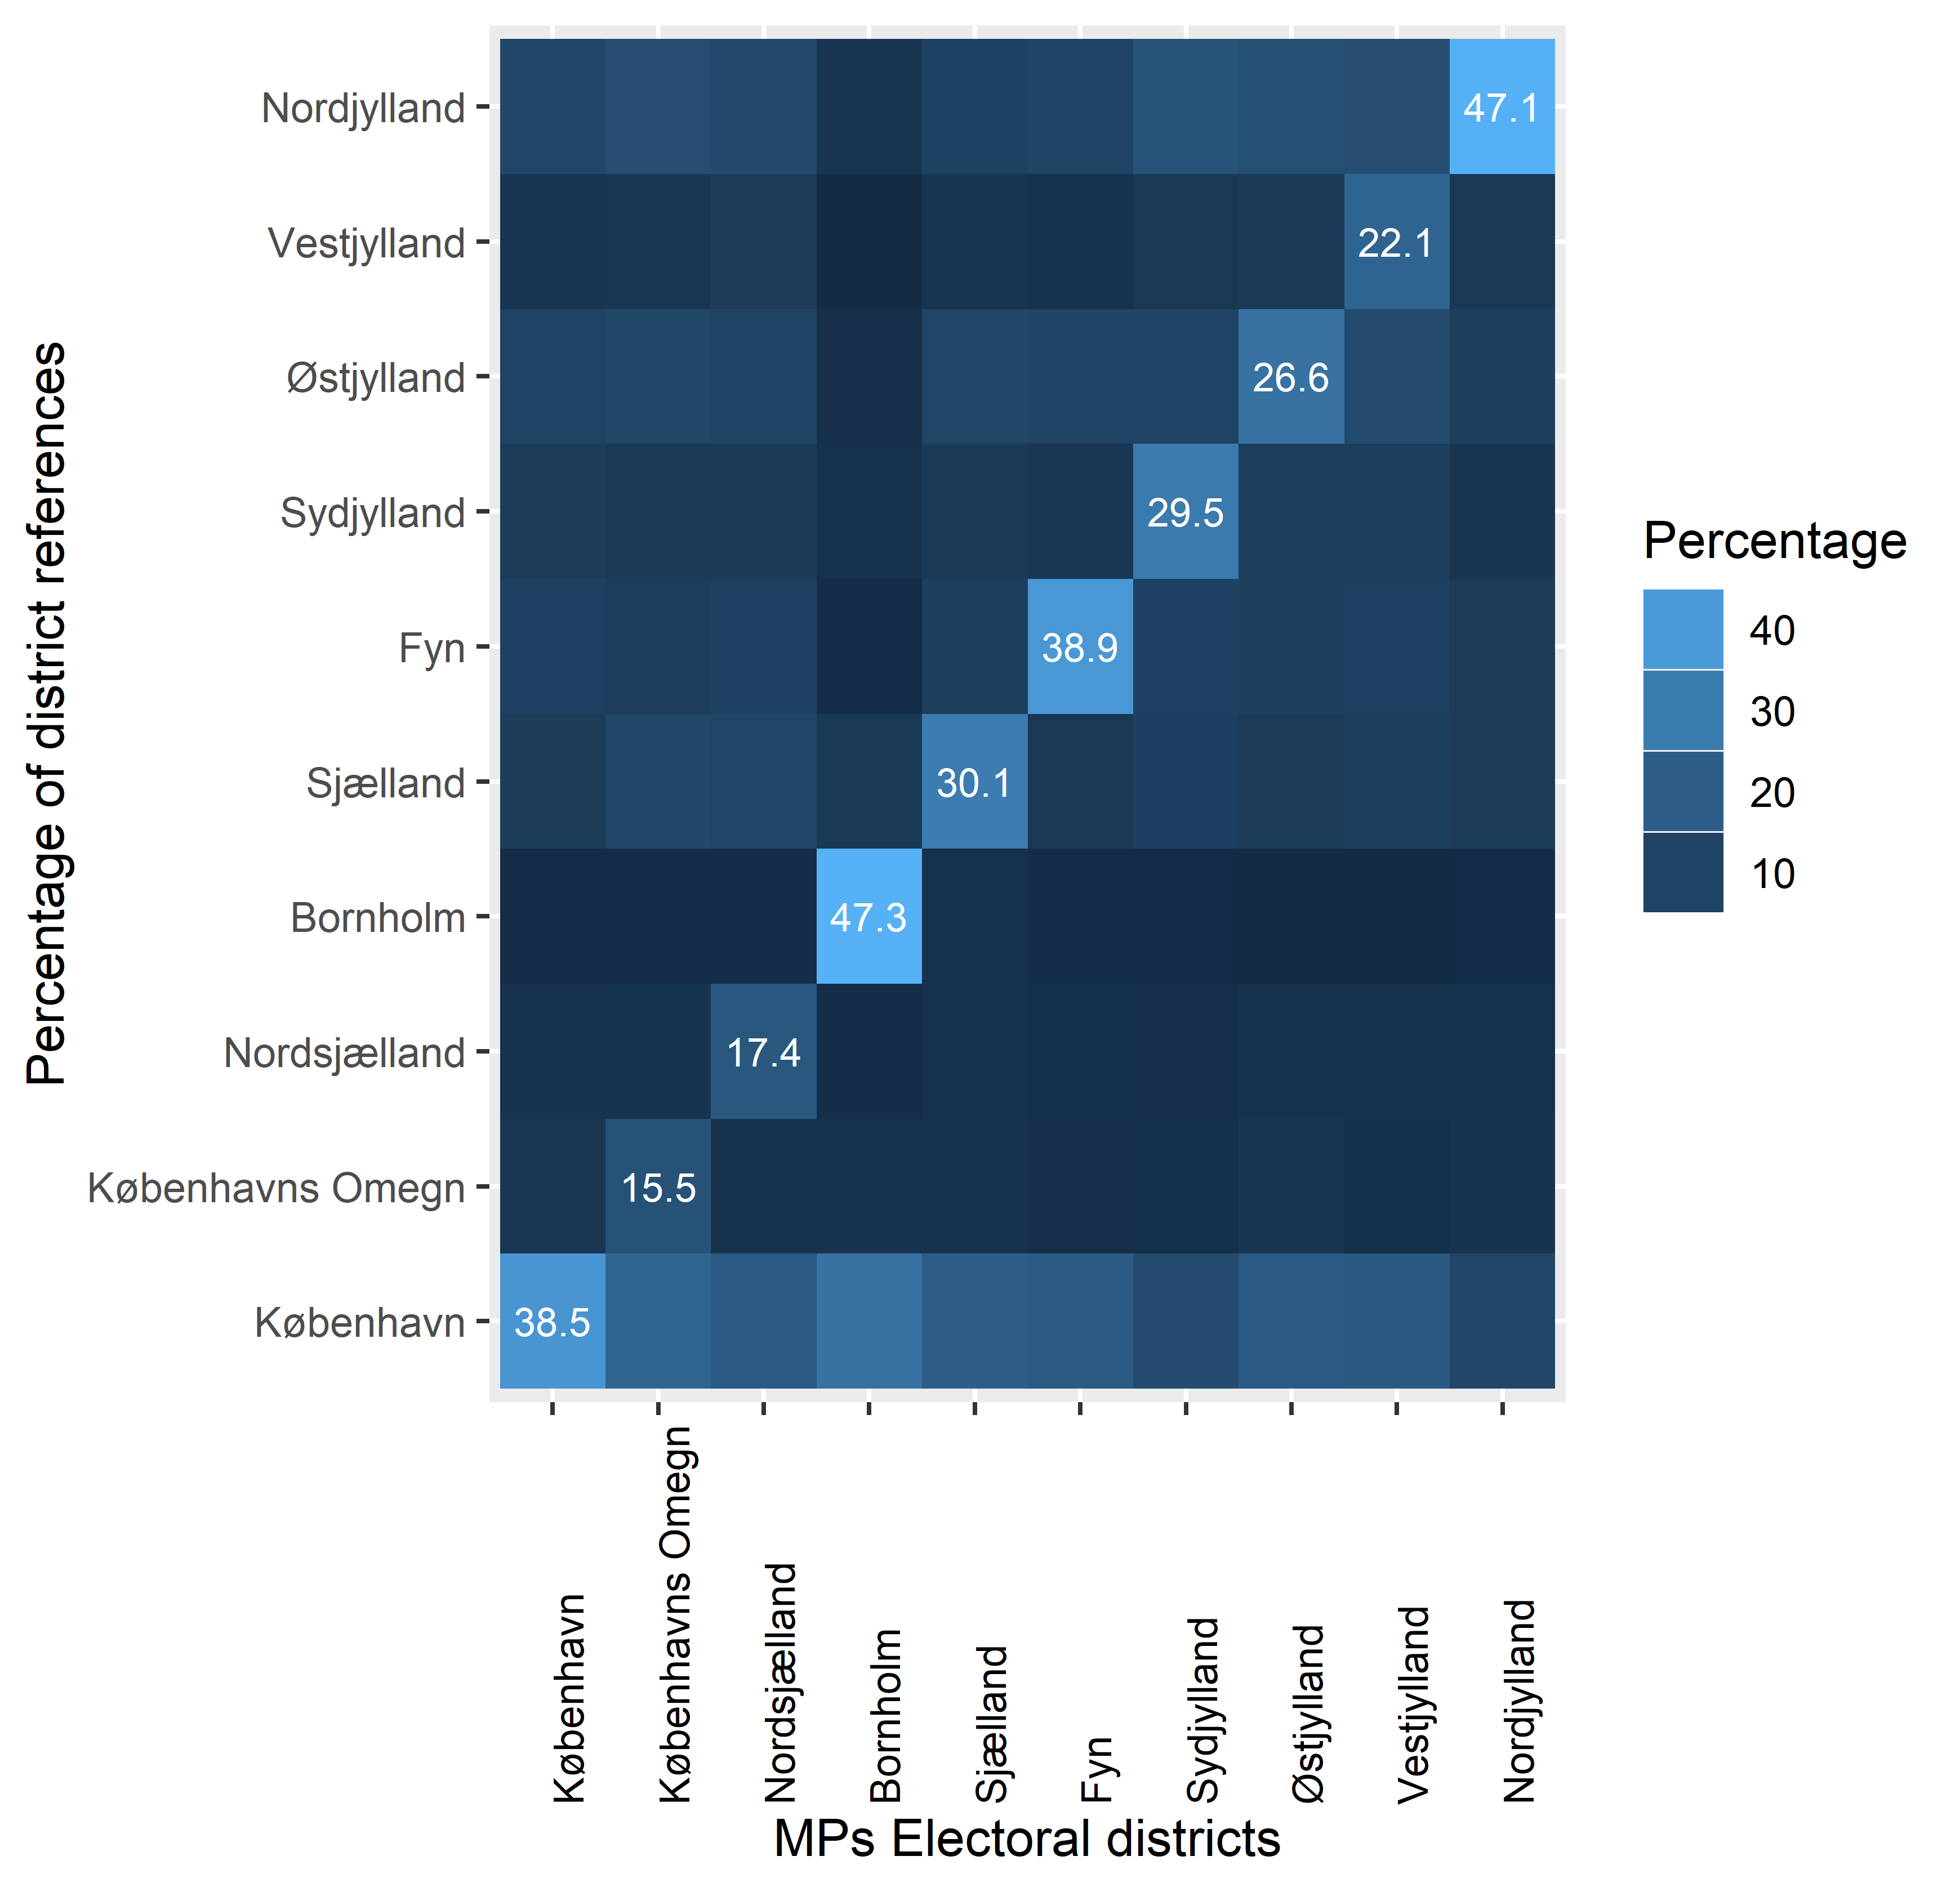 Percentage of district references
Nordjylland
Vestjylland
Østjylland
Sydjylland
Fyn
Sjælland
Bornholm
Nordsjælland
Københavns Omegn
København
47.1
22.1
26.6
29.5
38.9
30.1
47.3
17.4
15.5
38.5
København
Københavns Omegn
Nordsjælland
Bornholm
Sjælland
Fyn
Sydjylland
Østjylland
Vestjylland
Nordjylland
MPs Electoral districts
Percentage
40
30
20
10